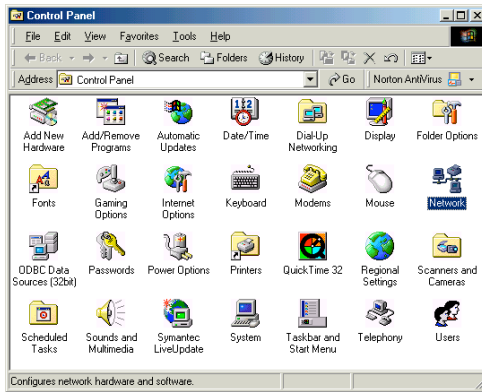 Control Panel
File Edit View Favorites Tools Help
Back Search Folders History
Address Control Panel Go Norton AntiVirus
Add New Hardware
Add/Remove Programs
Automatic Updates
Date/Time
Dial-Up Networking
Display
Folder Options
Fonts
Gaming Options
Internet Options
Keyboard
Modems
Mouse
Network
ODBC Data Sources (32bit)
Passwords
Power Options
Printers
QuickTime 32
Regional Settings
Scanners and Cameras
Scheduled Tasks
Sounds and Multimedia
Symantec LiveUpdate
System
Taskbar and Start Menu
Telephony
Users
Configures network hardware and software.